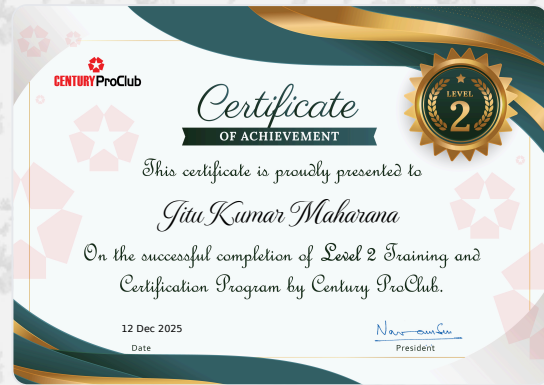 CENTURY ProClub
LEVEL
2
Certificate
OF ACHIEVEMENT
This certificate is proudly presented to
Jitu Kumar Maharana
On the successful completion of Level 2 Training and
Certification Program by Century ProClub.
12 Dec 2025
Date
President